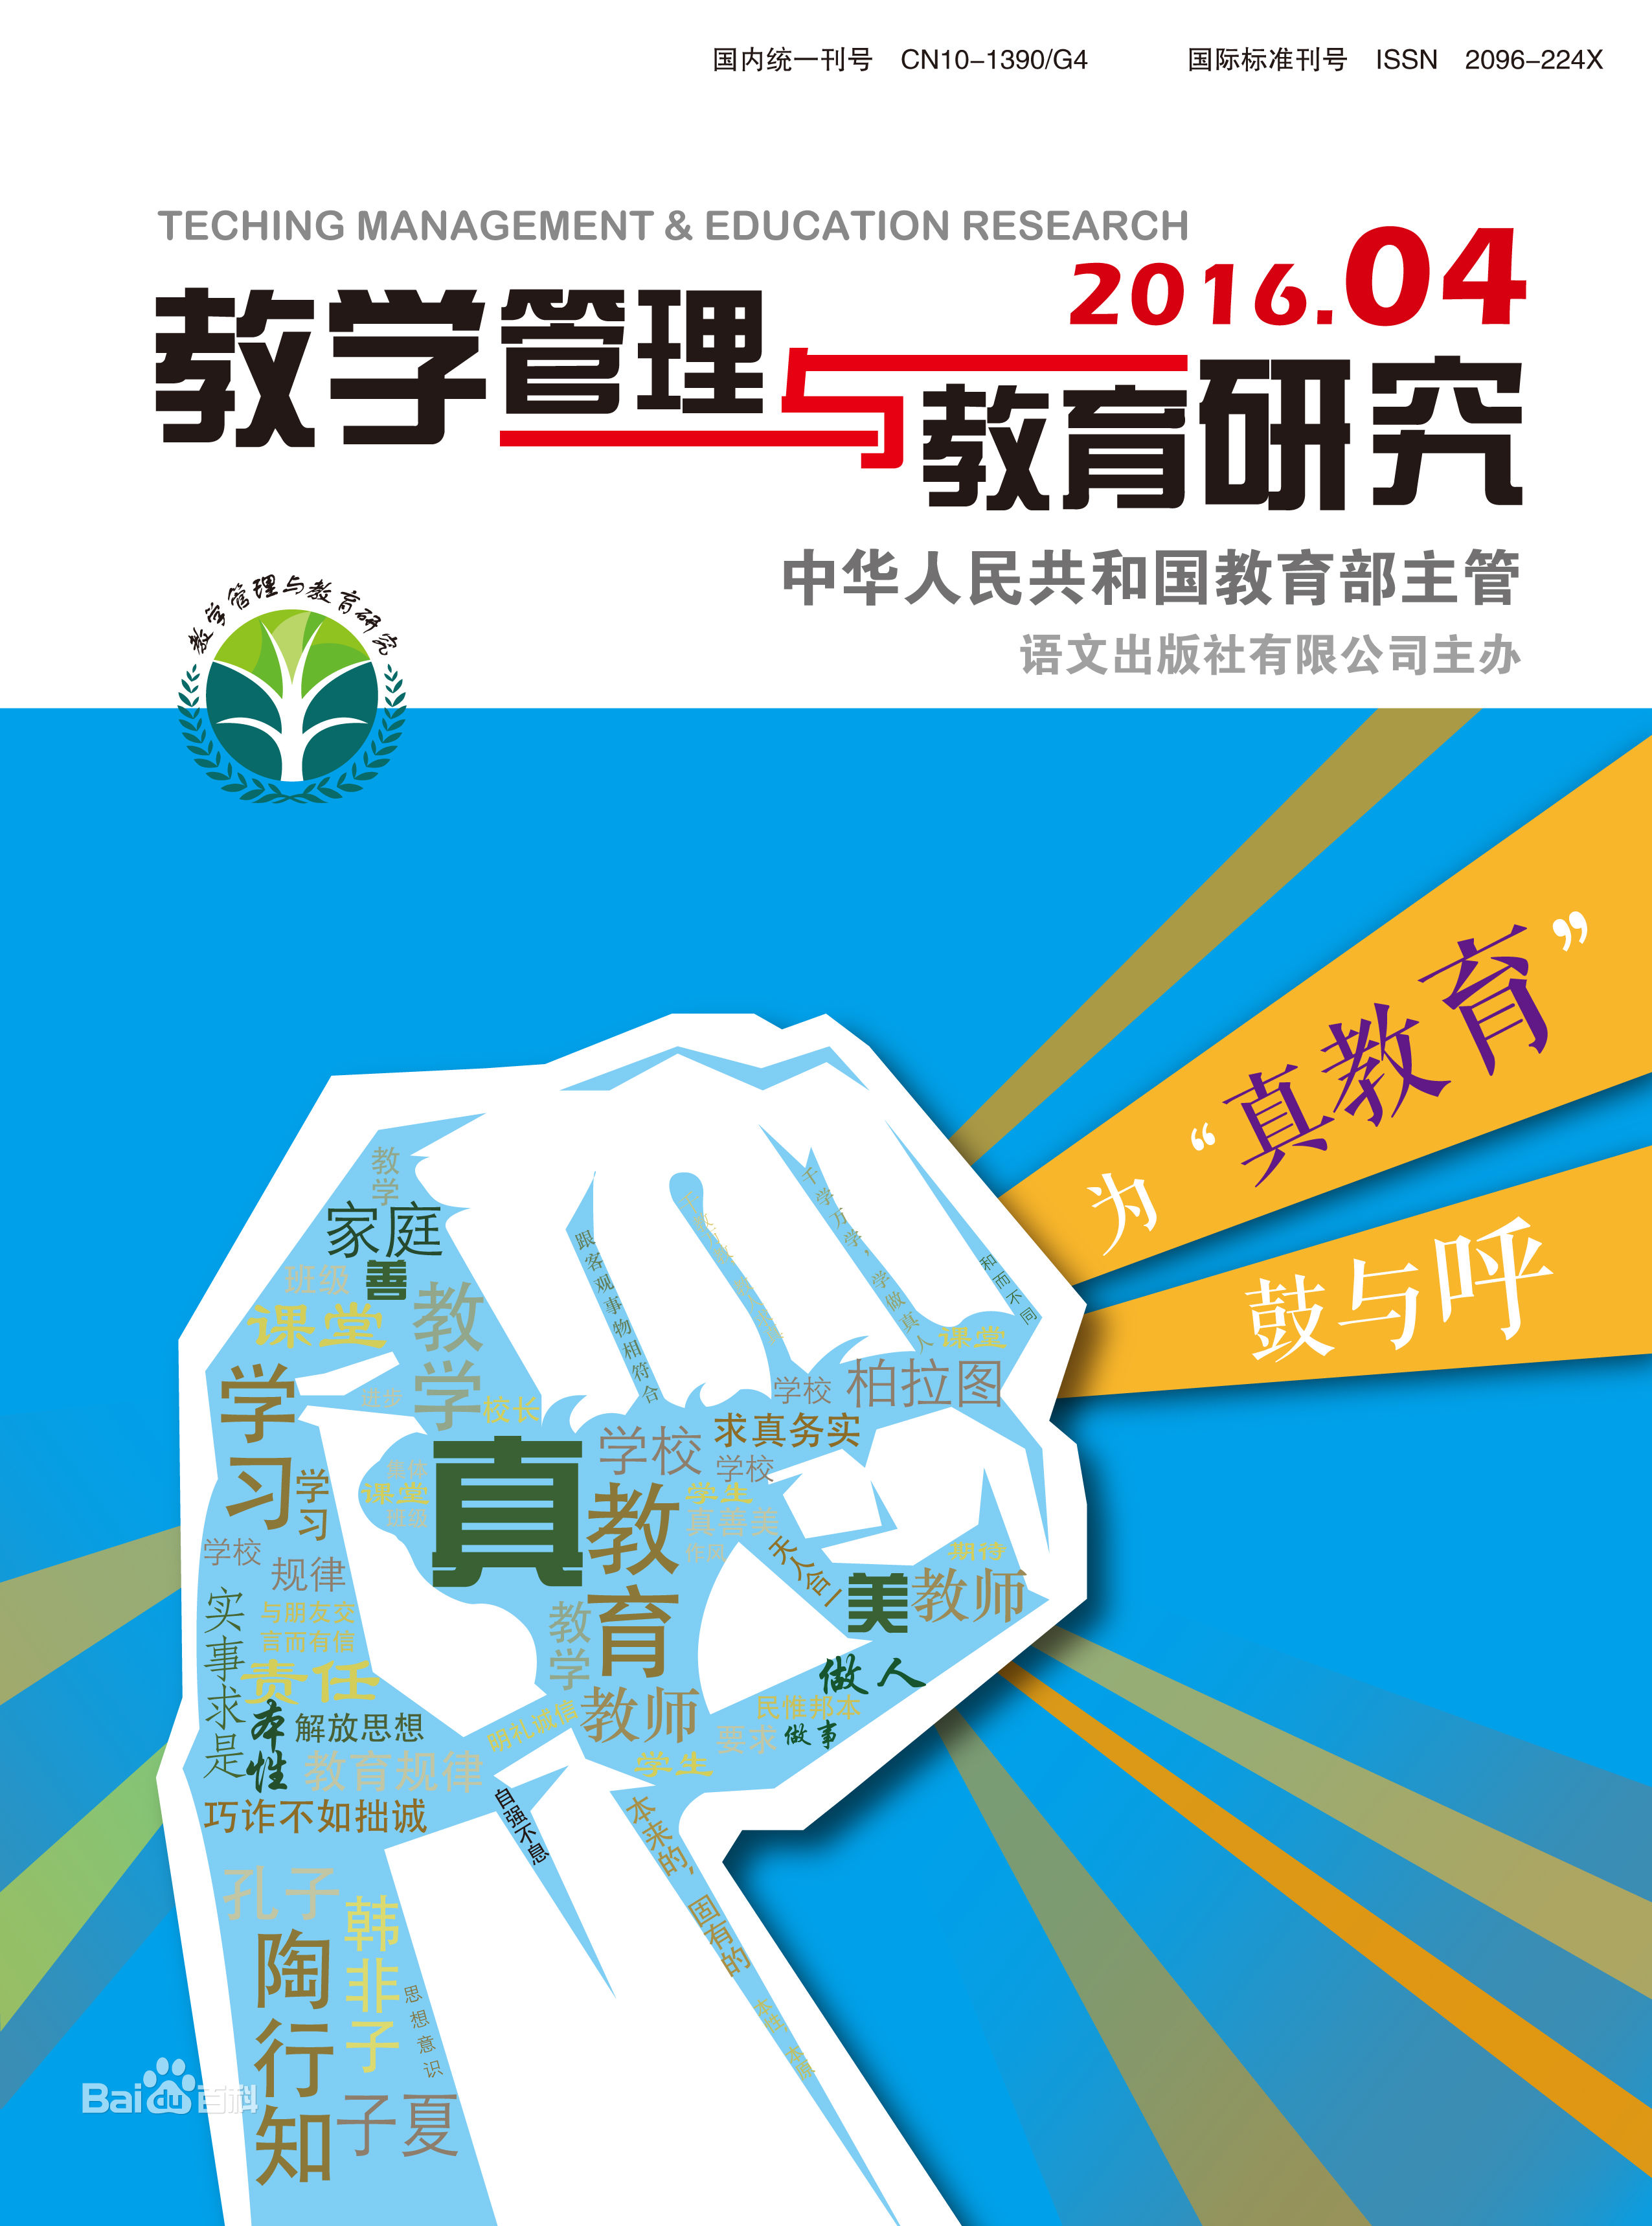 国内统一刊号 CN10-1390/G4 国际标准刊号 ISSN 2096-224X
TECHING MANAGEMENT & EDUCATION RESEARCH
2016.04
教学管理与教育研究
中华人民共和国教育部主管
语文出版社有限公司主办
教学管理与教育研究
为“真教育”
鼓与呼
教学
家庭
班级
善
课堂
教学
学习
进步
校长
跟客观事物相符合
千学万学,学做真人
和而不同
课堂
学校
柏拉图
求真务实
学校
学校
真
教育
集体
课堂
班级
学习
学生
真善美
作风
天人合一
期待
美
教师
学校
规律
实事求是
与朋友交
言而有信
责任
本性
解放思想
教育规律
巧诈不如拙诚
教学
教师
明礼诚信
学生
做人
民惟邦本
要求
做事
自强不息
本来的,固有的
孔子
韩非子
陶行知
思想意识
子夏
Baidu百科